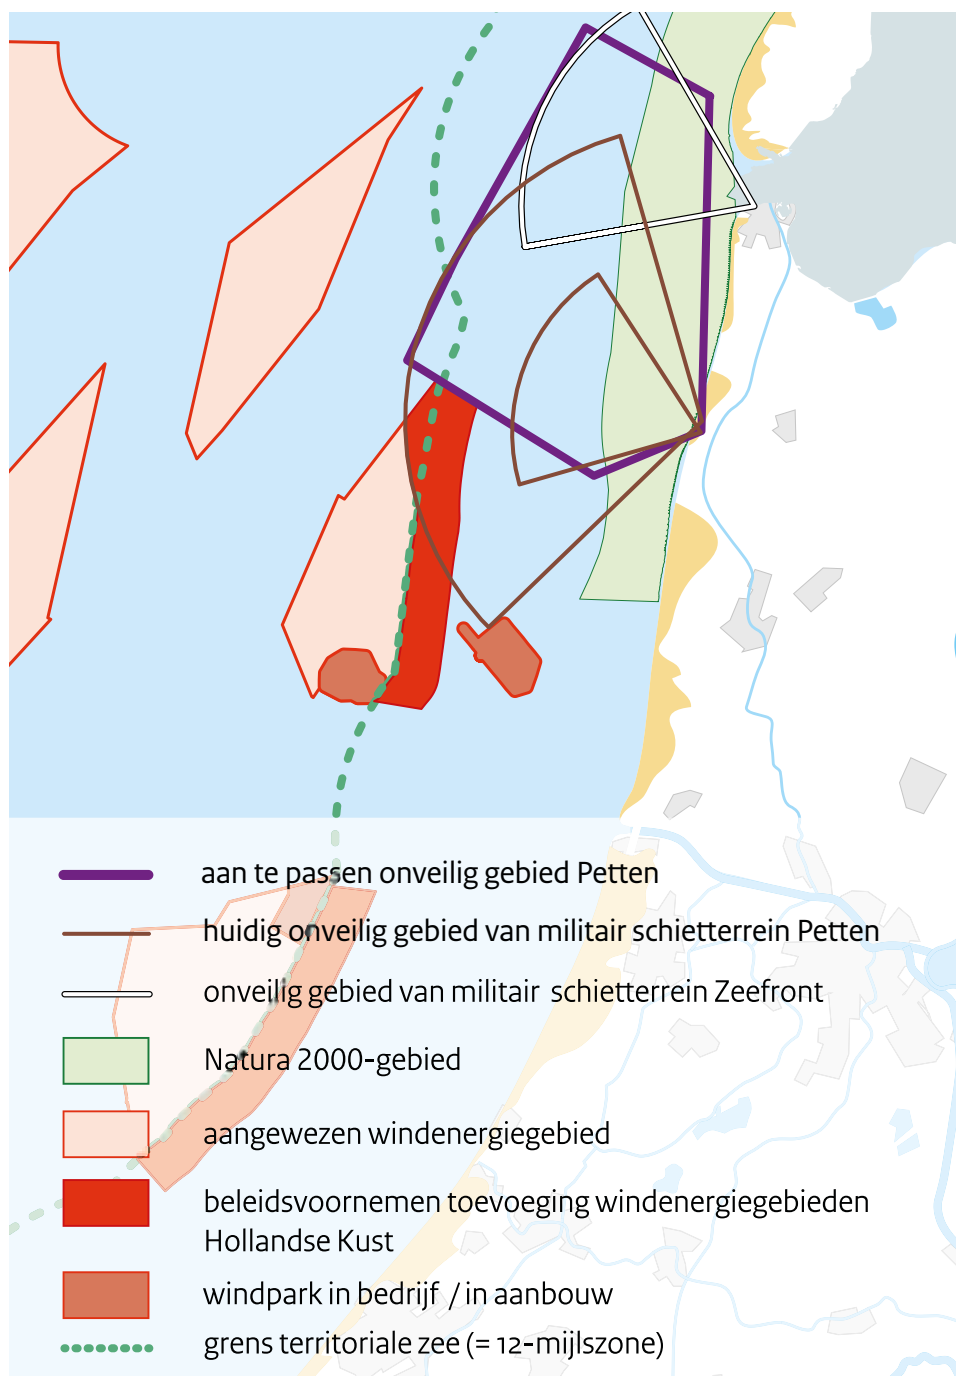 aan te passen onveilig gebied Petten
huidig onveilig gebied van militair schietterrein Petten
onveilig gebied van militair schietterrein Zeefront
Natura 2000-gebied
aangewezen windenergiegebied
beleidsvoornemen toevoeging windenergiegebieden
Hollandse Kust
windpark in bedrijf / in aanbouw
grens territoriale zee (= 12-mijlszone)